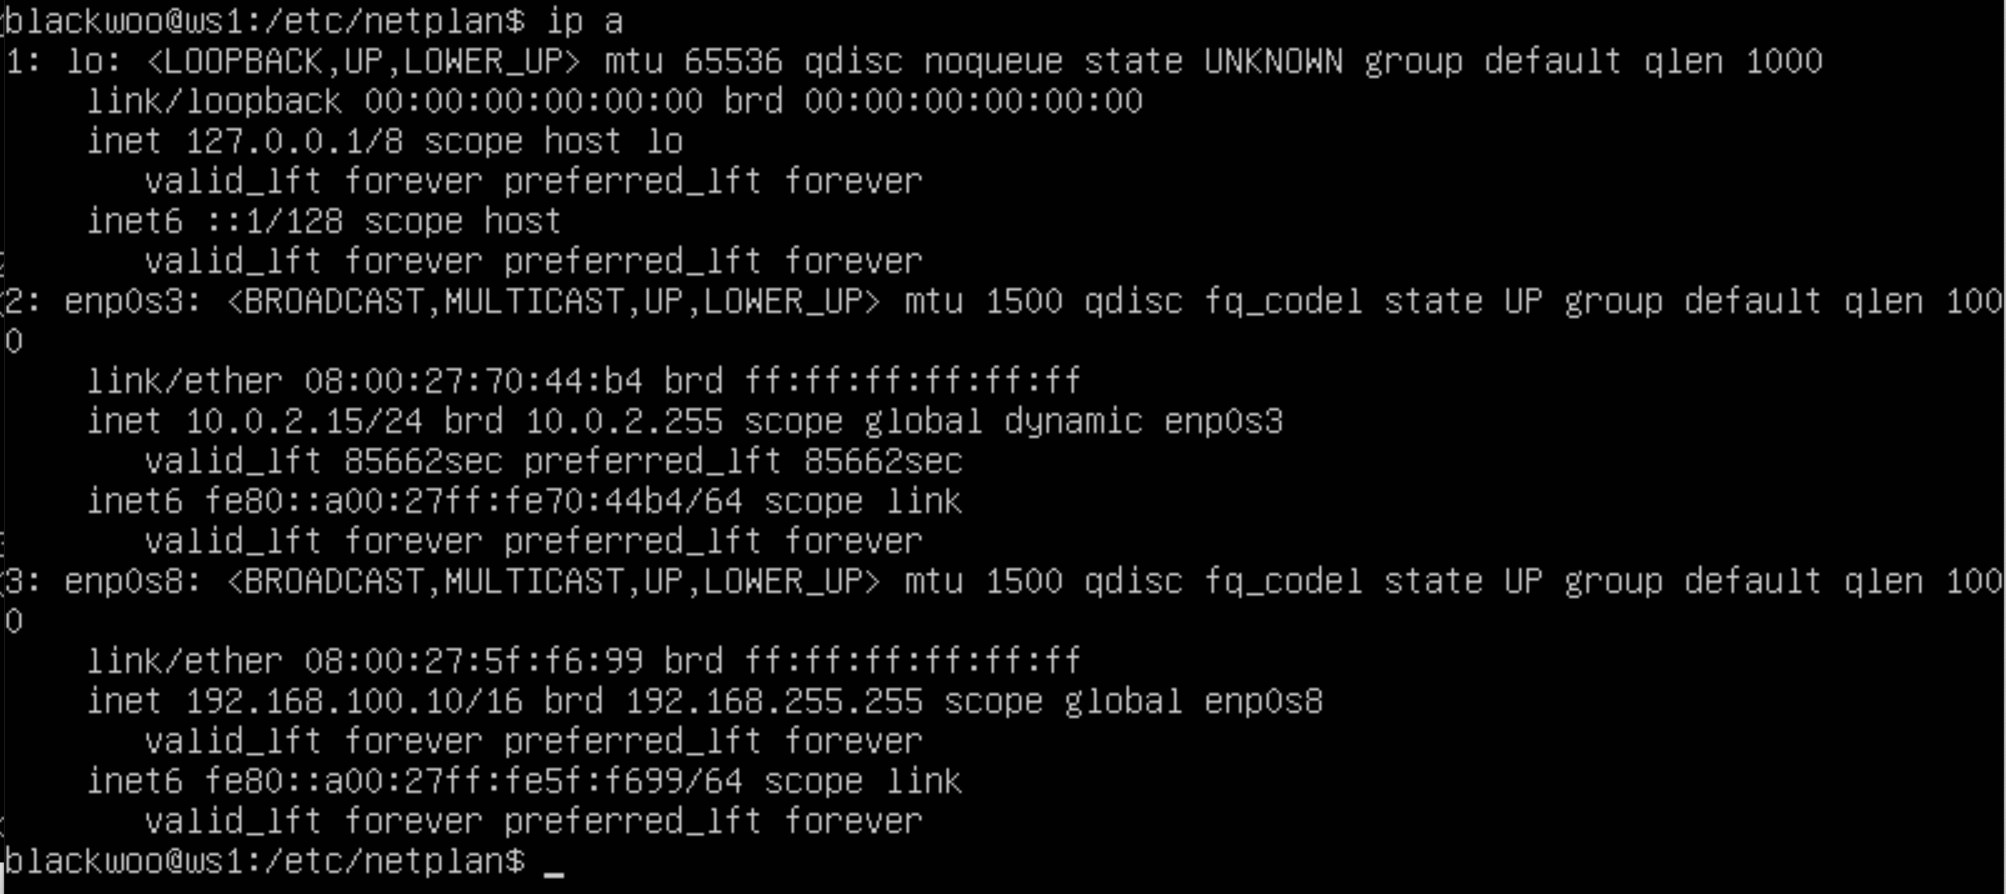 blackwoo@ws1:/etc/netplan$ ip a
1: lo: <LOOPBACK,UP,LOWER_UP> mtu 65536 qdisc noqueue state UNKNOWN group default qlen 1000
    link/loopback 00:00:00:00:00:00 brd 00:00:00:00:00:00
    inet 127.0.0.1/8 scope host lo
       valid_lft forever preferred_lft forever
    inet6 ::1/128 scope host
       valid_lft forever preferred_lft forever
2: enp0s3: <BROADCAST,MULTICAST,UP,LOWER_UP> mtu 1500 qdisc fq_codel state UP group default qlen 100
0
    link/ether 08:00:27:70:44:b4 brd ff:ff:ff:ff:ff:ff
    inet 10.0.2.15/24 brd 10.0.2.255 scope global dynamic enp0s3
       valid_lft 85662sec preferred_lft 85662sec
    inet6 fe80::a00:27ff:fe70:44b4/64 scope link
       valid_lft forever preferred_lft forever
3: enp0s8: <BROADCAST,MULTICAST,UP,LOWER_UP> mtu 1500 qdisc fq_codel state UP group default qlen 100
0
    link/ether 08:00:27:5f:f6:99 brd ff:ff:ff:ff:ff:ff
    inet 192.168.100.10/16 brd 192.168.255.255 scope global enp0s8
       valid_lft forever preferred_lft forever
    inet6 fe80::a00:27ff:fe5f:f699/64 scope link
       valid_lft forever preferred_lft forever
blackwoo@ws1:/etc/netplan$ _